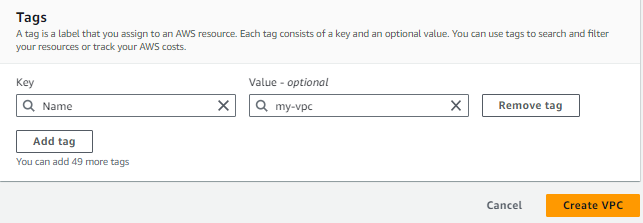 Tags
A tag is a label that you assign to an AWS resource. Each tag consists of a key and an optional value. You can use tags to search and filter
your resources or track your AWS costs.
Key
Value - optional
Name
my-vpc
Remove tag
Add tag
You can add 49 more tags
Cancel
Create VPC